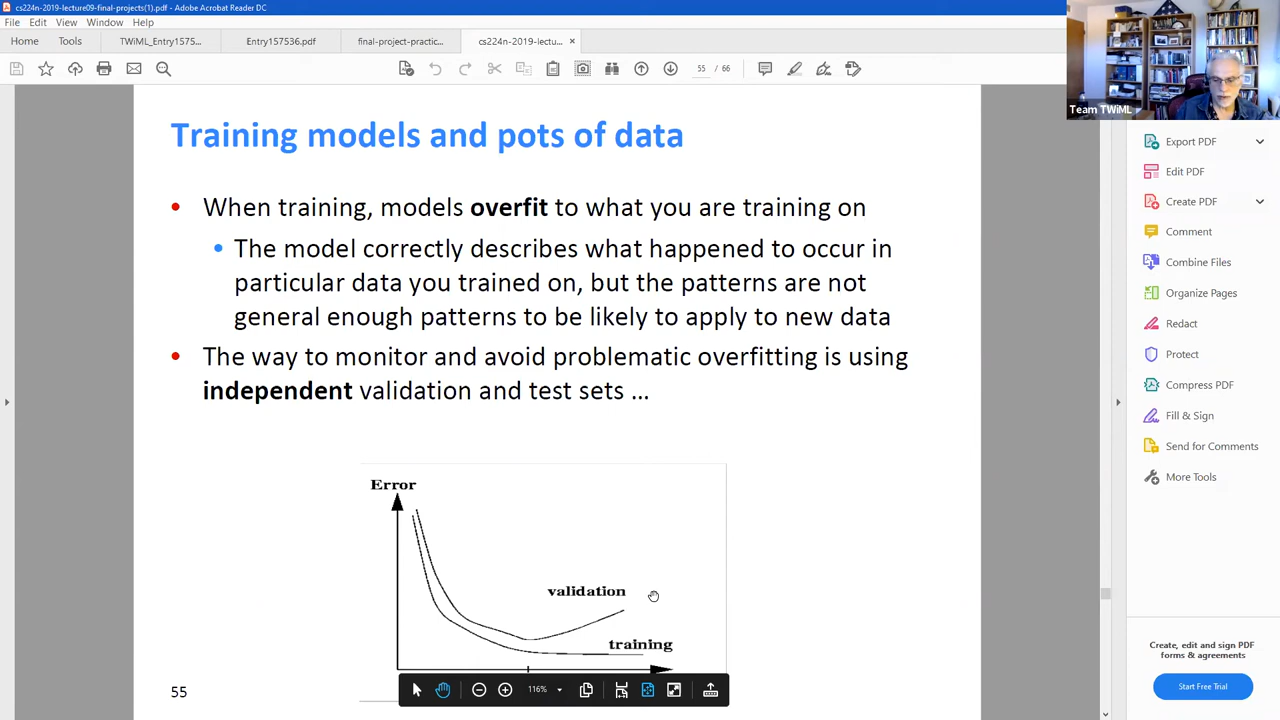 cs224n-2019-lecture09-final-projects(1).pdf - Adobe Acrobat Reader DC
File Edit View Window Help
Home Tools TWiML_Entry1575... Entry157536.pdf final-project-practic... cs224n-2019-lectu... ×
55 / 66
Team TWiML
Training models and pots of data
• When training, models overfit to what you are training on
• The model correctly describes what happened to occur in
particular data you trained on, but the patterns are not
general enough patterns to be likely to apply to new data
• The way to monitor and avoid problematic overfitting is using
independent validation and test sets ...
Error
validation
training
55
116%
Export PDF
Edit PDF
Create PDF
Comment
Combine Files
Organize Pages
Redact
Protect
Compress PDF
Fill & Sign
Send for Comments
More Tools
Create, edit and sign PDF
forms & agreements
Start Free Trial